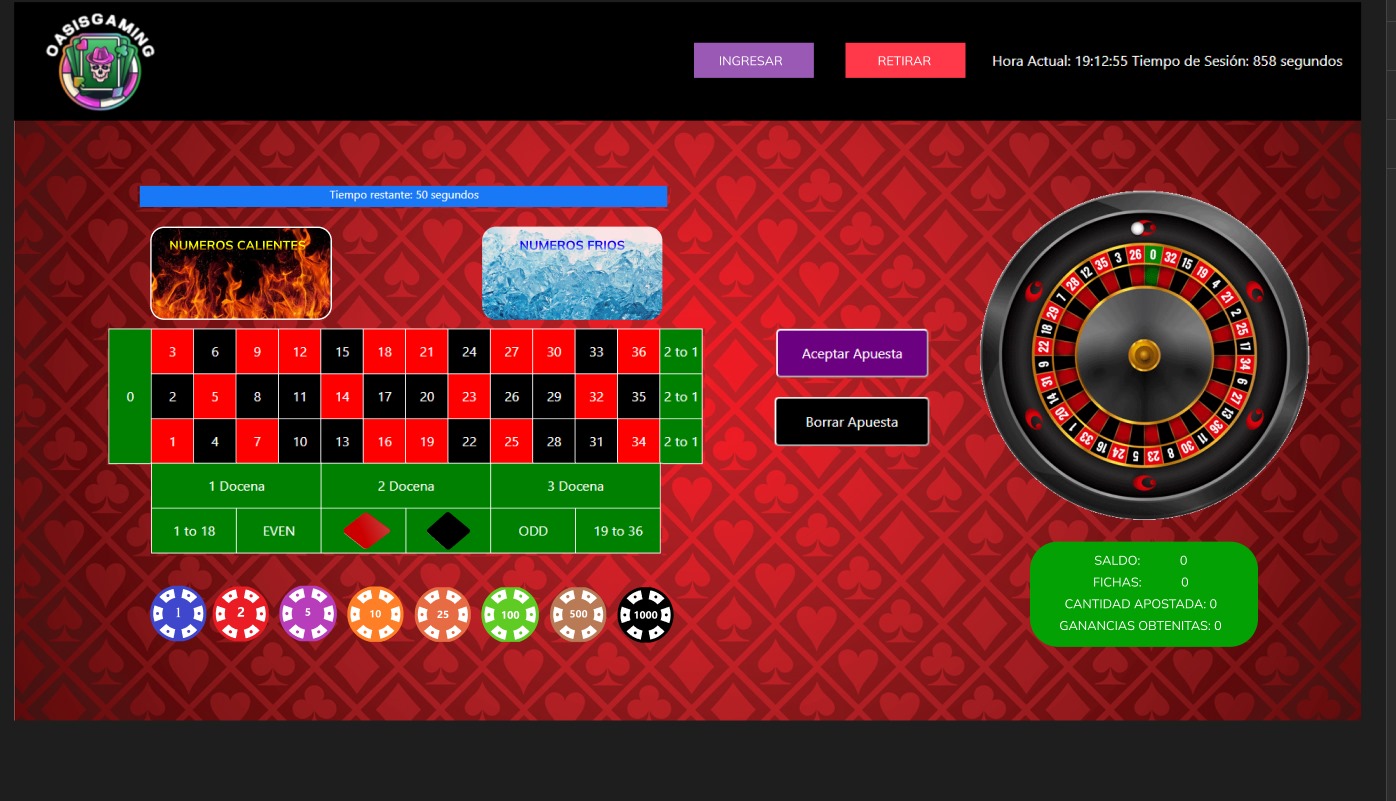 OASISGAMING
INGRESAR
RETIRAR
Hora Actual: 19:12:55 Tiempo de Sesión: 858 segundos
Tiempo restante: 50 segundos
NUMEROS CALIENTES
NUMEROS FRIOS
3 6 9 12 15 18 21 24 27 30 33 36 2 to 1
0 2 5 8 11 14 17 20 23 26 29 32 35 2 to 1
1 4 7 10 13 16 19 22 25 28 31 34 2 to 1
1 Docena 2 Docena 3 Docena
1 to 18 EVEN ODD 19 to 36
1 2 5 10 25 100 500 1000
Aceptar Apuesta
Borrar Apuesta
0 32 15 19 4 21 2 25 17 34 6 27 13 36 11 30 8 23 5 24 16 33 1 20 14 31 9 22 18 29 7 28 12 35 3 26
SALDO: 0
FICHAS: 0
CANTIDAD APOSTADA: 0
GANANCIAS OBTENITAS: 0